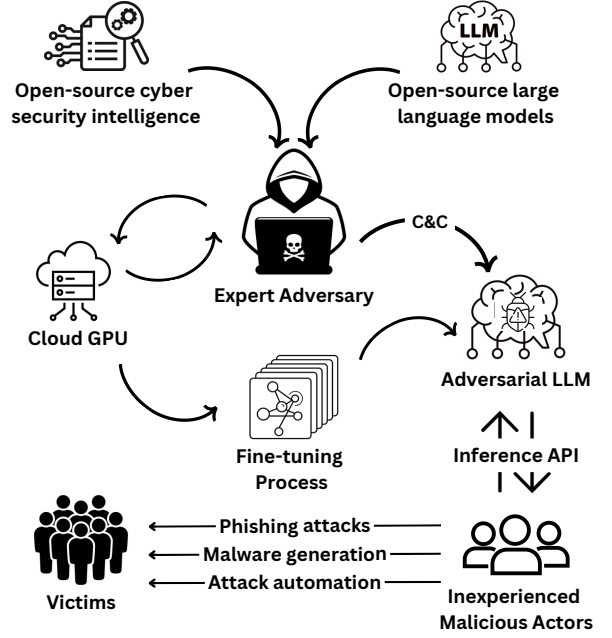 LLM
Open-source cyber
security intelligence
Open-source large
language models
C&C
Expert Adversary
Cloud GPU
Adversarial LLM
Fine-tuning
Process
Inference API
Phishing attacks
Malware generation
Attack automation
Victims
Inexperienced
Malicious Actors